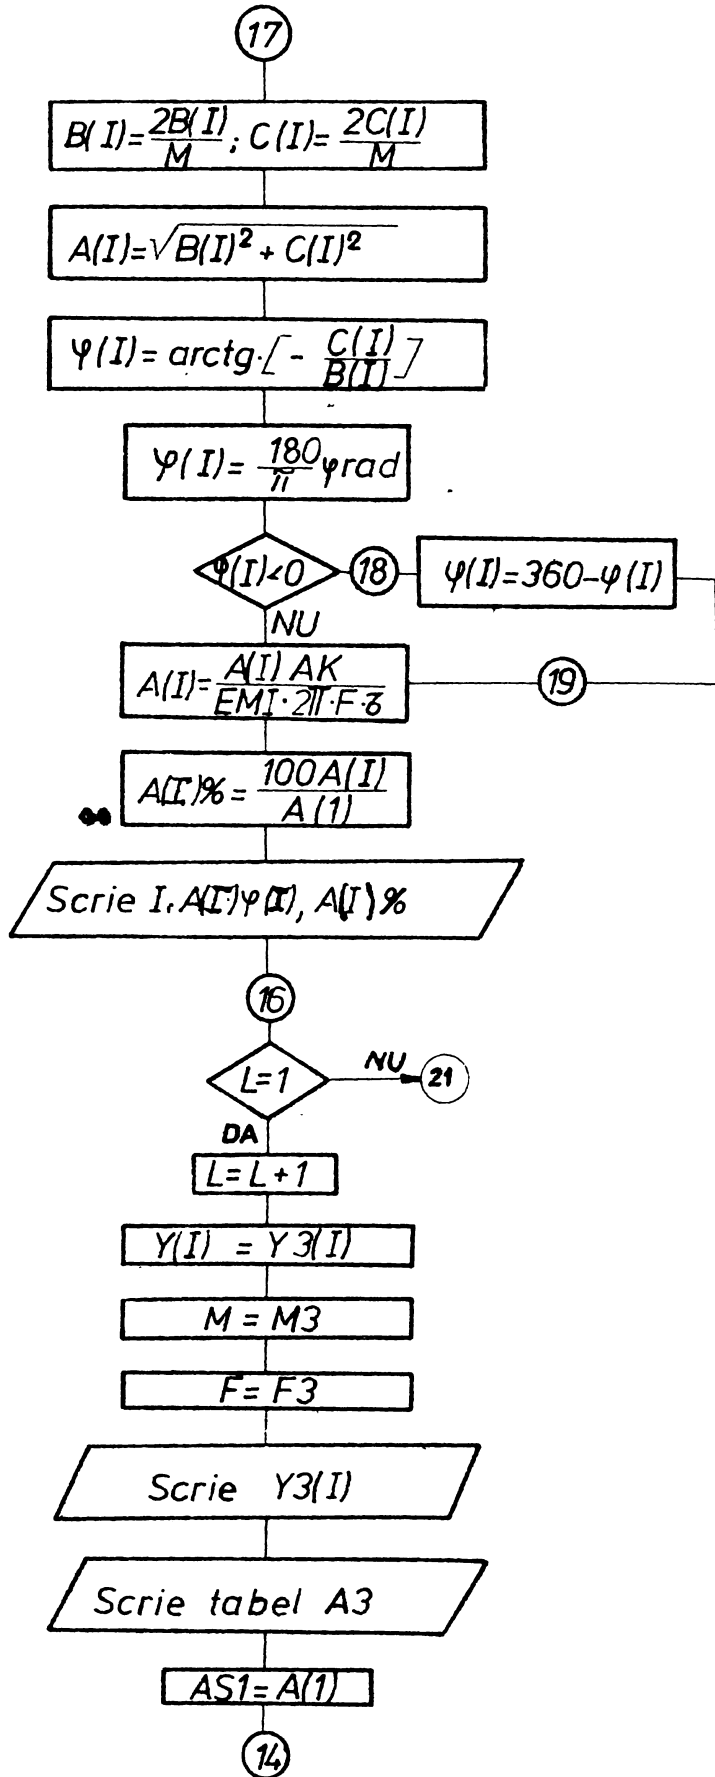 17
B(I)=2B(I)/M; C(I)=2C(I)/M
A(I)=√B(I)² + C(I)²
φ(I)= arctg·[- C(I)/B(I)]
φ(I)= 180/π φrad
φ(I)<0
18
φ(I)=360-φ(I)
NU
A(I)=A(I) AK/EMI·2π·F·
19
A(I)%=100A(I)/A(1)
Scrie I, A(I)φ(I), A(I)%
16
L=1
NU
21
DA
L=L+1
Y(I) = Y3(I)
M = M3
F= F3
Scrie Y3(I)
Scrie tabel A3
AS1=A(1)
14